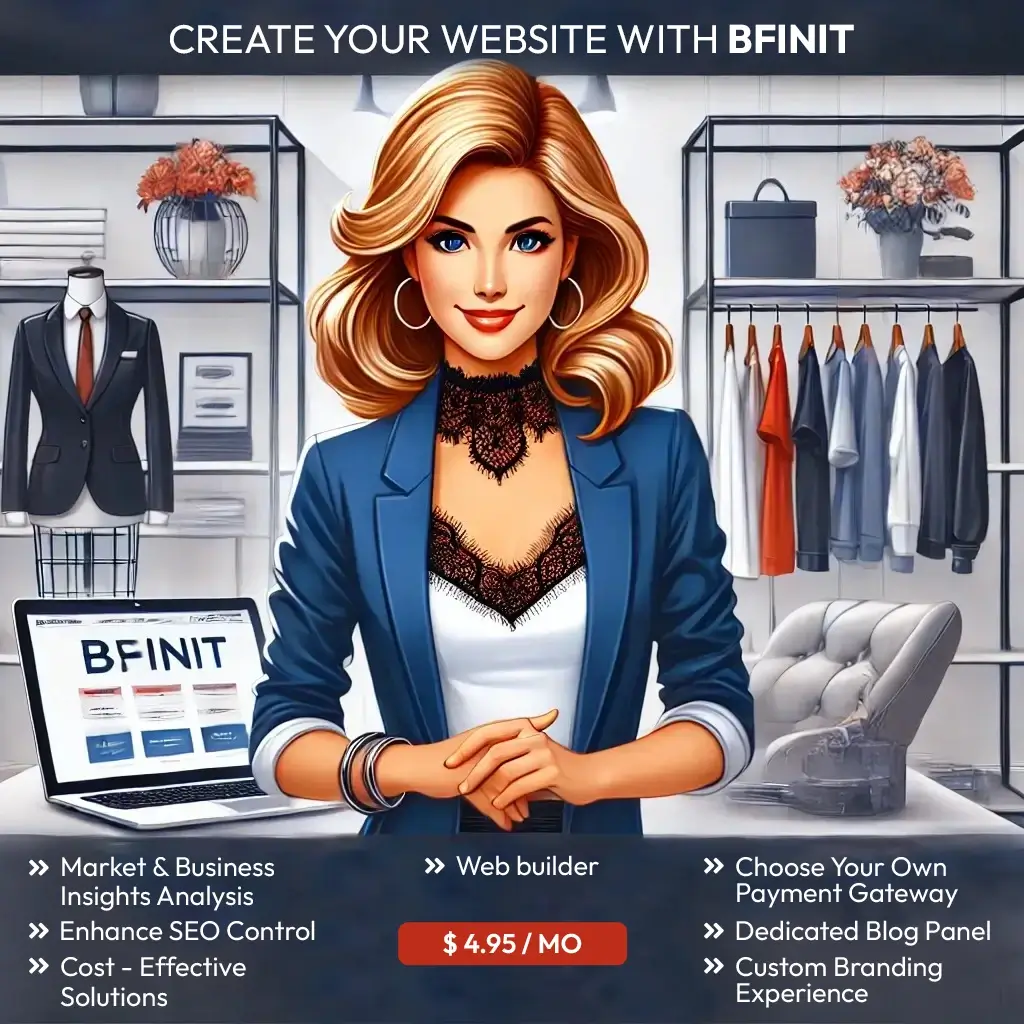 CREATE YOUR WEBSITE WITH BFINIT
BFINIT
» Market & Business
Insights Analysis
» Enhance SEO Control
» Cost - Effective
Solutions
» Web builder
$ 4.95 / MO
» Choose Your Own
Payment Gateway
» Dedicated Blog Panel
» Custom Branding
Experience